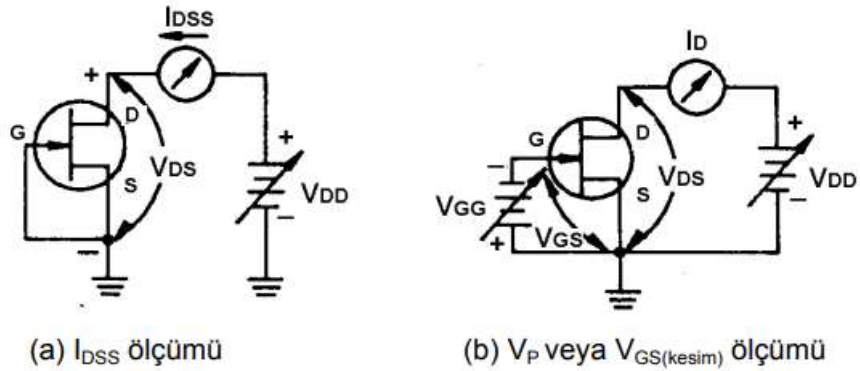 IDSS
+
D
G
VDS
S
+
VDD
−
−
(a) IDSS ölçümü
ID
D
G
−
VGG
+
VGS
S
VDS
+
VDD
−
(b) VP veya VGS(kesim) ölçümü